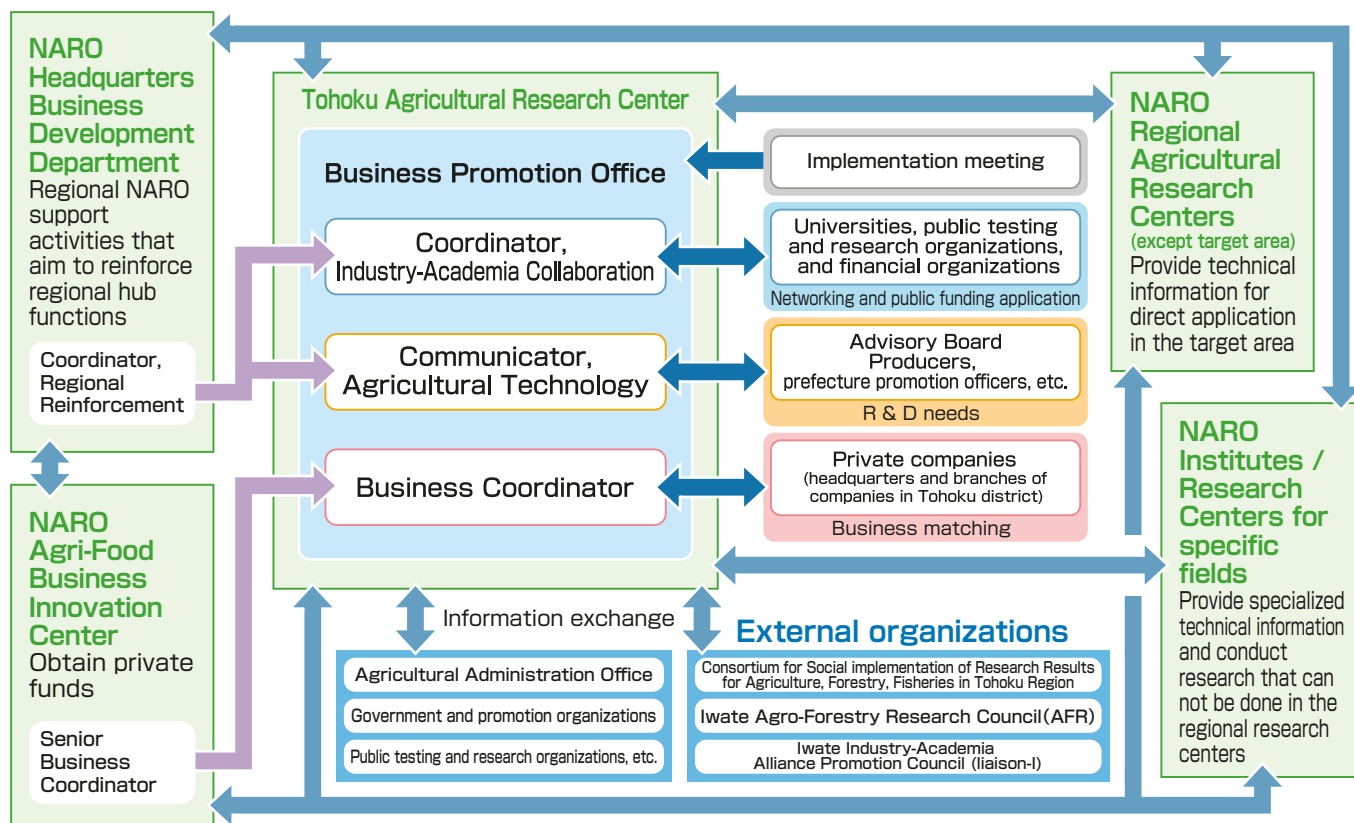 NARO
Headquarters
Business
Development
Department
Regional NARO
support
activities that
aim to reinforce
regional hub
functions
Coordinator,
Regional
Reinforcement
NARO
Agri-Food
Business
Innovation
Center
Obtain private
funds
Senior
Business
Coordinator
Tohoku Agricultural Research Center
Business Promotion Office
Coordinator,
Industry-Academia Collaboration
Communicator,
Agricultural Technology
Business Coordinator
Implementation meeting
Universities, public testing
and research organizations,
and financial organizations
Networking and public funding application
Advisory Board
Producers,
prefecture promotion officers, etc.
R & D needs
Private companies
(headquarters and branches of
companies in Tohoku district)
Business matching
NARO
Regional
Agricultural
Research
Centers
(except target area)
Provide technical
information for
direct application
in the target area
NARO
Institutes /
Research
Centers for
specific
fields
Provide specialized
technical information
and conduct
research that can
not be done in the
regional research
centers
Information exchange
External organizations
Agricultural Administration Office
Government and promotion organizations
Public testing and research organizations, etc.
Consortium for Social implementation of Research Results
for Agriculture, Forestry, Fisheries in Tohoku Region
Iwate Agro-Forestry Research Council(AFR)
Iwate Industry-Academia
Alliance Promotion Council (liaison-I)